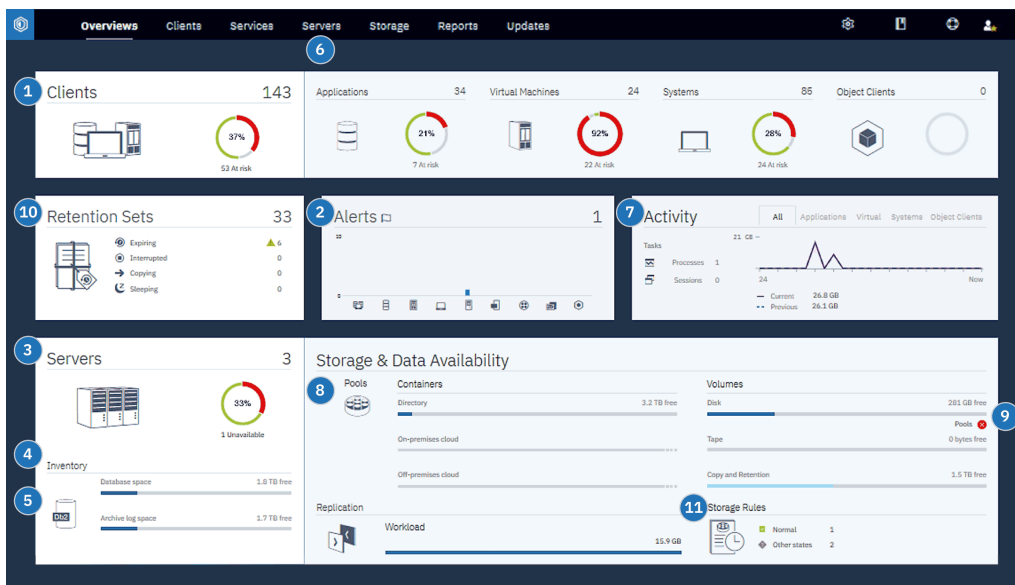 Overviews Clients Services Servers Storage Reports Updates
6
1 Clients 143
37%
53 At risk
Applications 34
21%
7 At risk
Virtual Machines 24
92%
22 At risk
Systems 85
28%
24 At risk
Object Clients 0
10 Retention Sets 33
Expiring 6
Interrupted 0
Copying 0
Sleeping 0
2 Alerts 1
10
0
7 Activity
All Applications Virtual Systems Object Clients
Tasks
Processes 1
Sessions 0
21 GB
24 Now
Current 26.8 GB
Previous 26.1 GB
3 Servers 3
33%
1 Unavailable
4
Inventory
5
Database space 1.8 TB free
Db2
Archive log space 1.7 TB free
Storage & Data Availability
8
Pools
Containers
Directory 3.2 TB free
On-premises cloud
Off-premises cloud
Volumes
Disk 281 GB free
Pools
9
Tape 0 bytes free
Copy and Retention 1.5 TB free
Replication
Workload
15.9 GB
11 Storage Rules
Normal 1
Other states 2